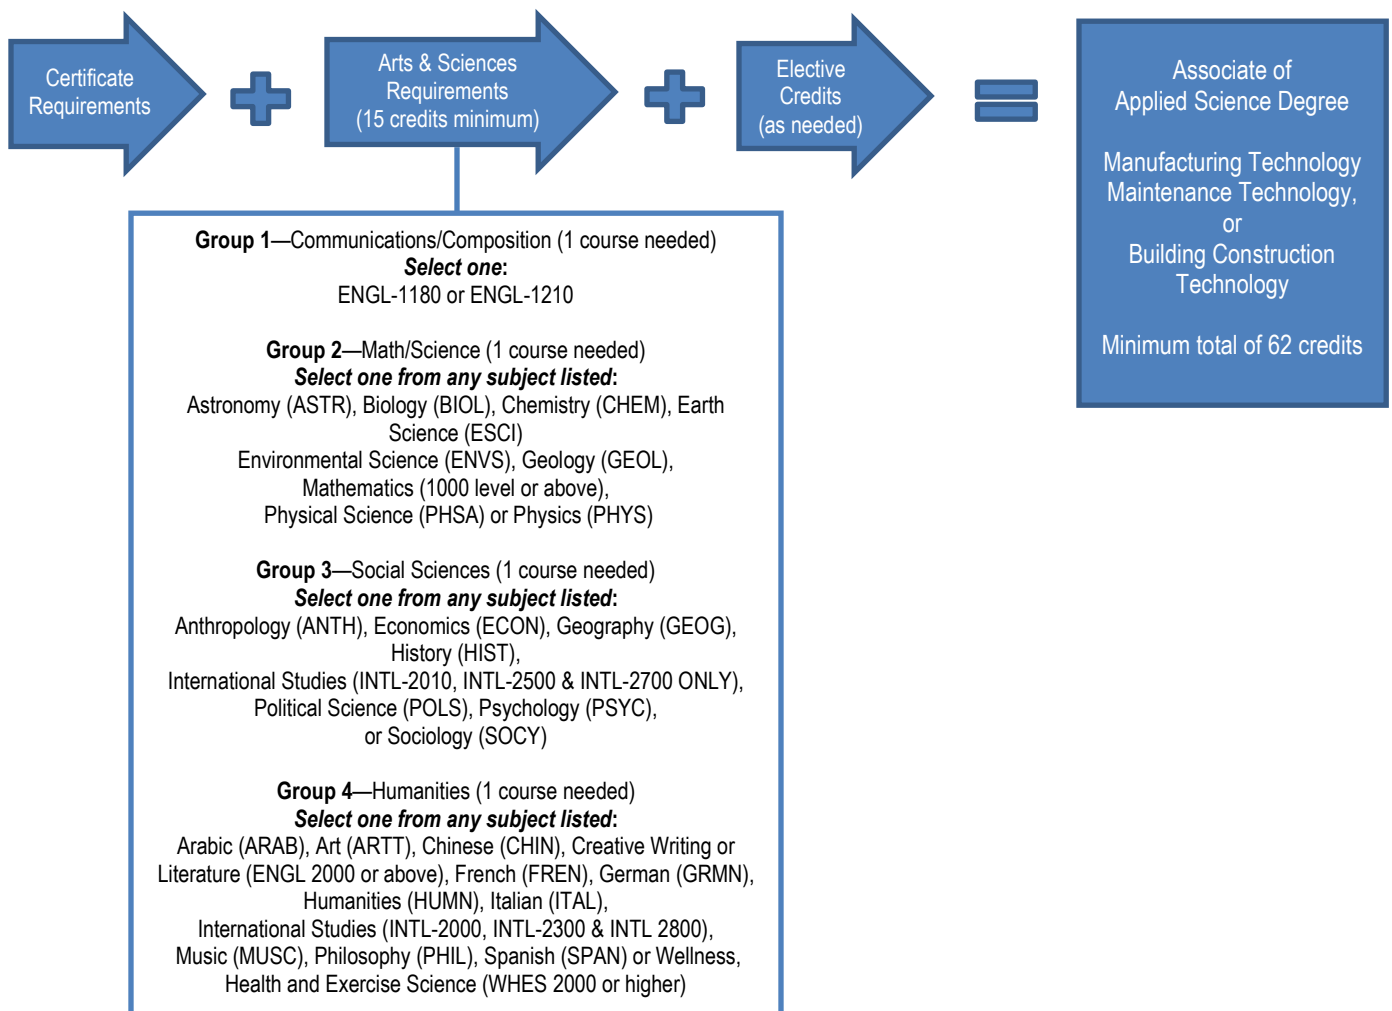 Certificate
Requirements
Arts & Sciences
Requirements
(15 credits minimum)
Elective
Credits
(as needed)
Associate of
Applied Science Degree
Manufacturing Technology
Maintenance Technology,
or
Building Construction
Technology
Minimum total of 62 credits
Group 1—Communications/Composition (1 course needed)
Select one:
ENGL-1180 or ENGL-1210
Group 2—Math/Science (1 course needed)
Select one from any subject listed:
Astronomy (ASTR), Biology (BIOL), Chemistry (CHEM), Earth
Science (ESCI)
Environmental Science (ENVS), Geology (GEOL),
Mathematics (1000 level or above),
Physical Science (PHSA) or Physics (PHYS)
Group 3—Social Sciences (1 course needed)
Select one from any subject listed:
Anthropology (ANTH), Economics (ECON), Geography (GEOG),
History (HIST),
International Studies (INTL-2010, INTL-2500 & INTL-2700 ONLY),
Political Science (POLS), Psychology (PSYC),
or Sociology (SOCY)
Group 4—Humanities (1 course needed)
Select one from any subject listed:
Arabic (ARAB), Art (ARTT), Chinese (CHIN), Creative Writing or
Literature (ENGL 2000 or above), French (FREN), German (GRMN),
Humanities (HUMN), Italian (ITAL),
International Studies (INTL-2000, INTL-2300 & INTL 2800),
Music (MUSC), Philosophy (PHIL), Spanish (SPAN) or Wellness,
Health and Exercise Science (WHES 2000 or higher)